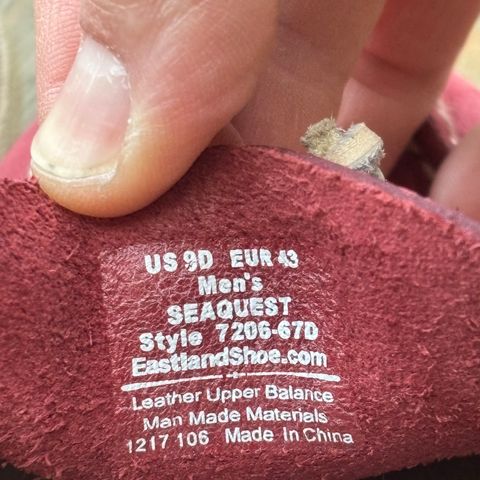 US 9D EUR 43
Men's
SEAQUEST
Style 7206-67D
EastlandShoe.com
Leather Upper Balance
Man Made Materials
1217 106 Made In China